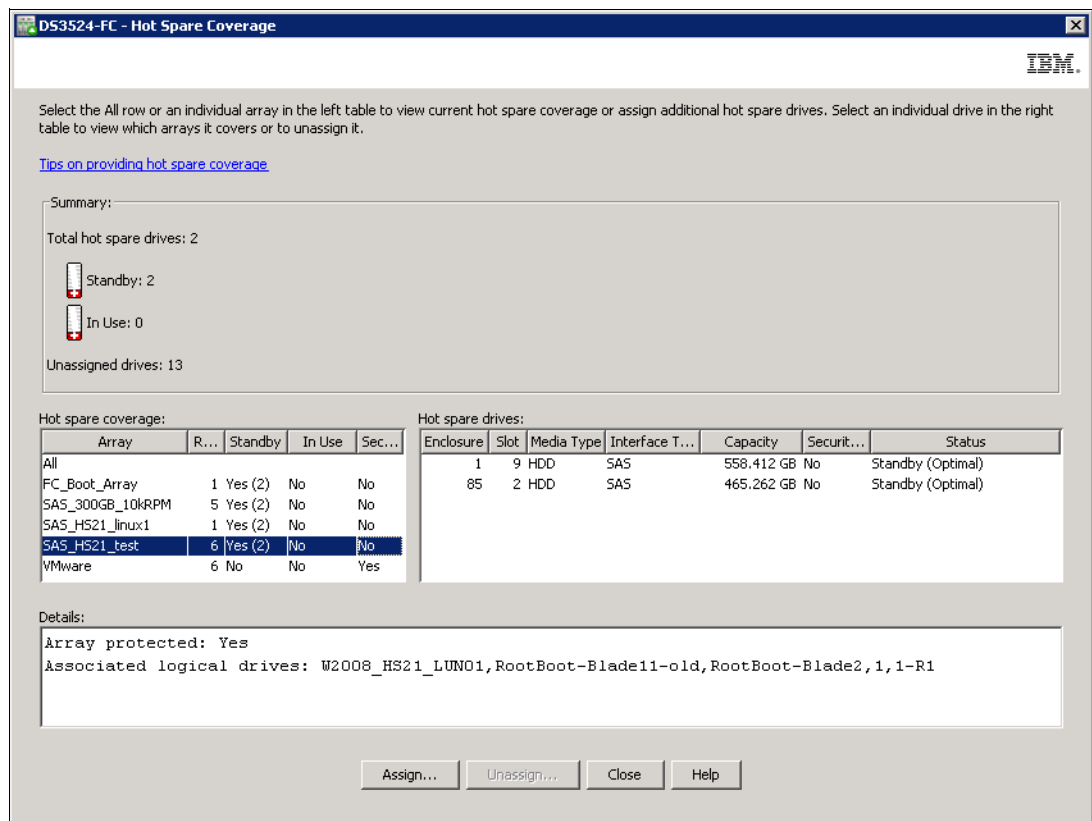 DS3524-FC - Hot Spare Coverage
IBM.
Select the All row or an individual array in the left table to view current hot spare coverage or assign additional hot spare drives. Select an individual drive in the right
table to view which arrays it covers or to unassign it.
Tips on providing hot spare coverage
Summary:
Total hot spare drives: 2
Standby: 2
In Use: 0
Unassigned drives: 13
Hot spare coverage:
Array R... Standby In Use Sec...
All
FC_Boot_Array 1 Yes (2) No No
SAS_300GB_10kRPM 5 Yes (2) No No
SAS_HS21_linux1 1 Yes (2) No No
SAS_HS21_test 6 Yes (2) No No
VMware 6 No No Yes
Hot spare drives:
Enclosure Slot Media Type Interface T... Capacity Securit... Status
1 9 HDD SAS 558.412 GB No Standby (Optimal)
85 2 HDD SAS 465.262 GB No Standby (Optimal)
Details:
Array protected: Yes
Associated logical drives: W2008_HS21_LUN01,RootBoot-Blade11-old,RootBoot-Blade2,1,1-R1
Assign... Unassign... Close Help